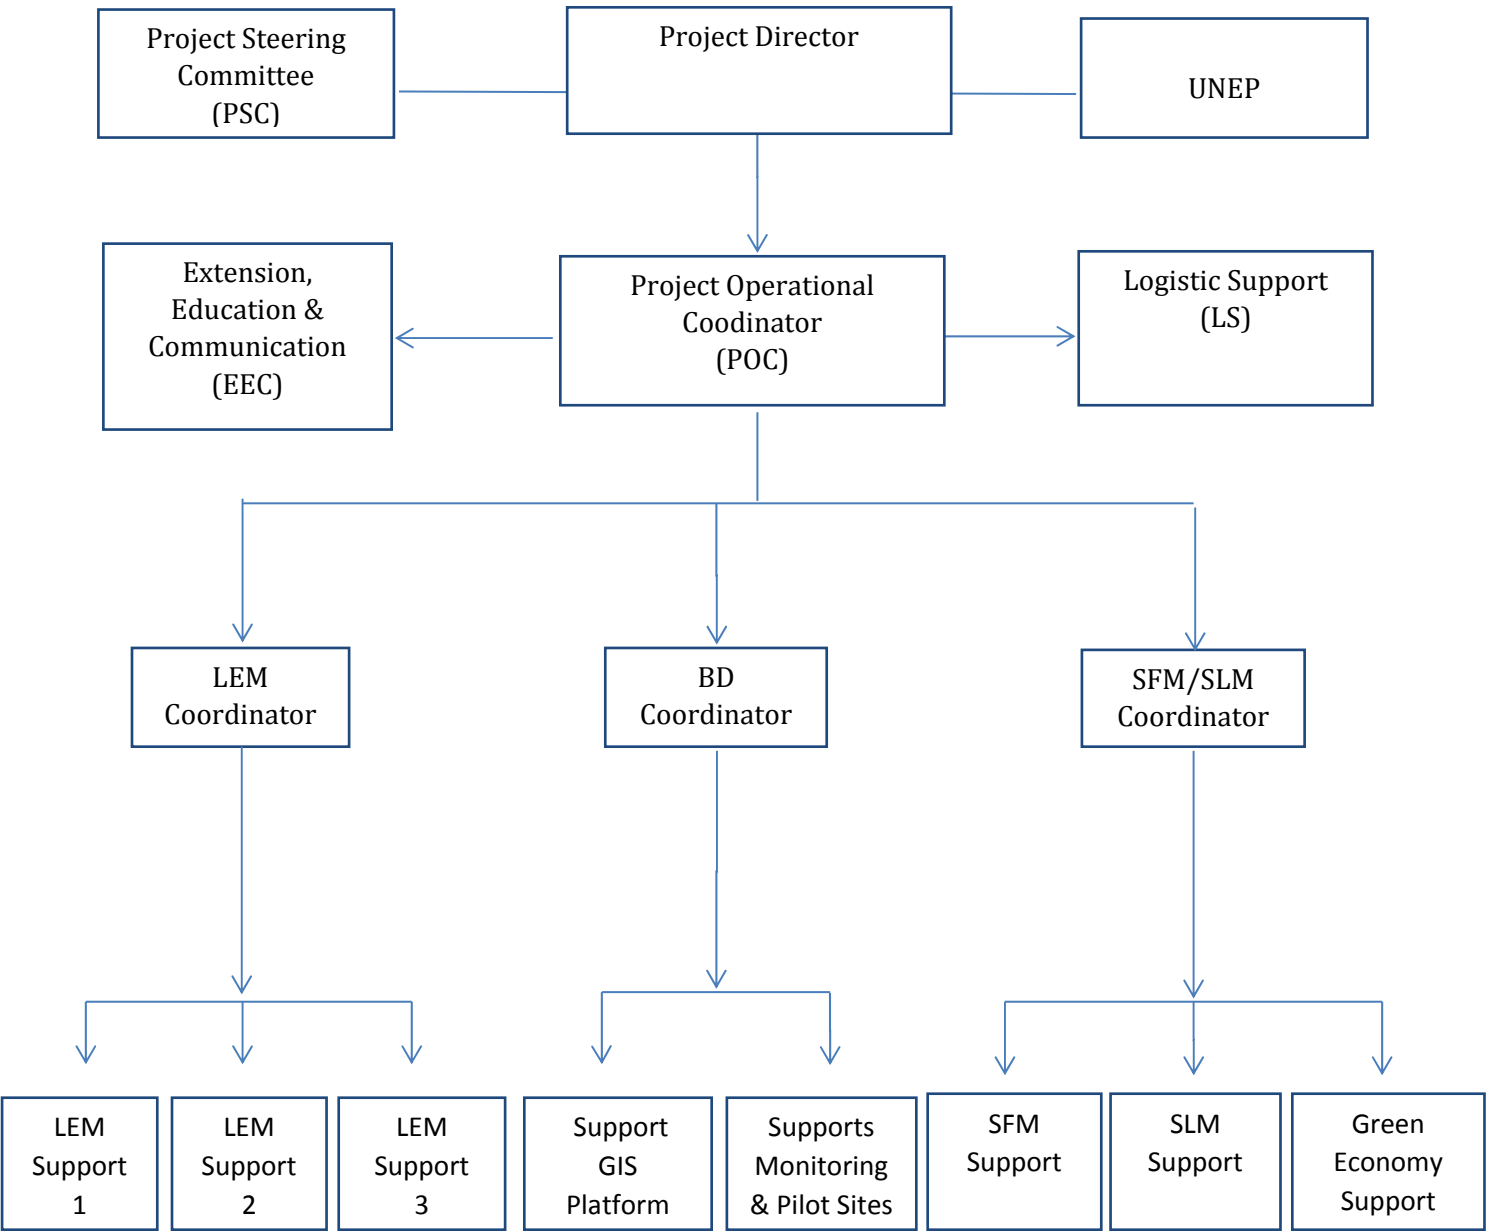 Project Steering
Committee
(PSC)
Project Director
UNEP
Extension,
Education &
Communication
(EEC)
Project Operational
Coodinator
(POC)
Logistic Support
(LS)
LEM
Coordinator
BD
Coordinator
SFM/SLM
Coordinator
LEM
Support
1
LEM
Support
2
LEM
Support
3
Support
GIS
Platform
Supports
Monitoring
& Pilot Sites
SFM
Support
SLM
Support
Green
Economy
Support